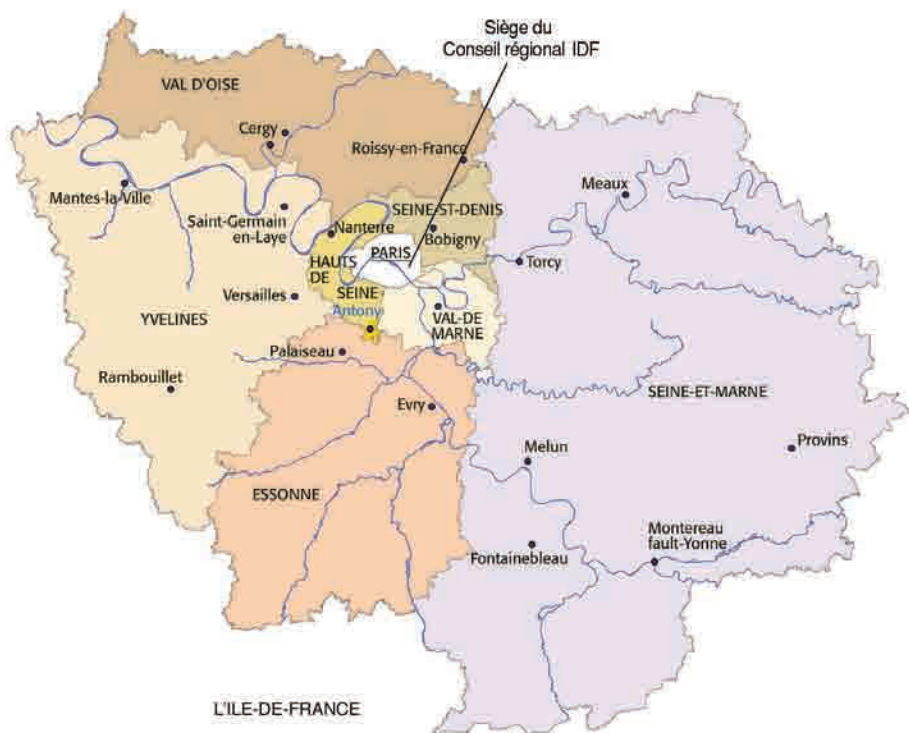 Siège du
Conseil régional IDF
VAL D'OISE
Cergy
Roissy-en-France
Mantes-la-Ville
Meaux
Saint-Germain
en-Laye
SEINE-ST-DENIS
Nanterre
Bobigny
PARIS
HAUTS
DE
Torcy
Versailles
SEINE
Antony
VAL-DE
MARNE
YVELINES
Palaiseau
Rambouillet
SEINE-ET-MARNE
Evry
Melun
Provins
ESSONNE
Montereau
fault-Yonne
Fontainebleau
L'ILE-DE-FRANCE